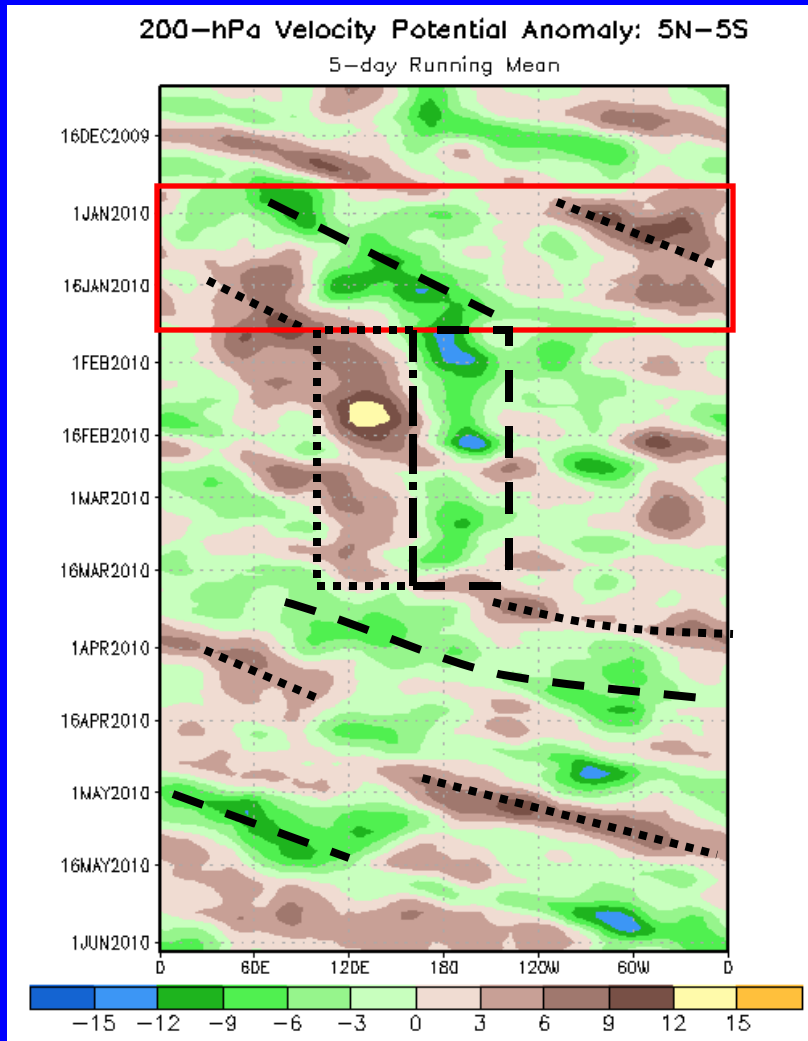 200-hPa Velocity Potential Anomaly: 5N-5S
5-day Running Mean
16DEC2009
1JAN2010
16JAN2010
1FEB2010
16FEB2010
1MAR2010
16MAR2010
1APR2010
16APR2010
1MAY2010
16MAY2010
1JUN2010
0 60E 120E 180 120W 60W 0
-15 -12 -9 -6 -3 0 3 6 9 12 15